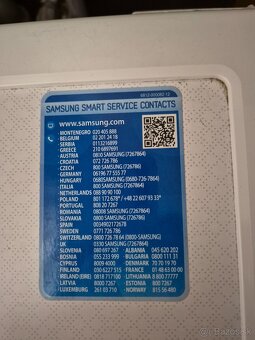 SAMSUNG SMART SERVICE CONTACTS
www.samsung.com
MONTENEGRO 020 405 888
BELGIUM 02 201 24 18
SERBIA 0113216899
GREECE 210 6897691
AUSTRIA 0810 SAMSUNG (7267864)
CROATIA 072 726 786
CZECH 800 SAMSUNG (7267864)
GERMANY 06196 77 555 77
HUNGARY 0680SAMSUNG (0680-726-7864)
ITALIA 800 SAMSUNG (7267864)
NETHERLANDS 088 90 90 100
POLAND 801 172 678* +48 22 607 93 33*
PORTUGAL 808 20 7267
ROMANIA 08008 SAMSUNG (7267864)
SLOVAKIA 0800 SAMSUNG (7267864)
SPAIN 0034902172678
SWEDEN 0771 726 786
SWITZERLAND 0800 726 78 64 (0800-SAMSUNG)
UK 0330 SAMSUNG (7267864)
SLOVENIA 080 697 267 ALBANIA 045 620 202
BOSNIA 055 233 999 BULGARIA 0800 111 31
CYPRUS 8009 4000 DENMARK 70 70 19 70
FINLAND 030 6227 515 FRANCE 01 48 63 00 00
IRELAND (EIRE) 0818 717100 LITHUANIA 8 800 77777
LATVIA 8000 7267 ESTONIA 800 7267
LUXEMBURG 261 03 710 NORWAY 815 56 480